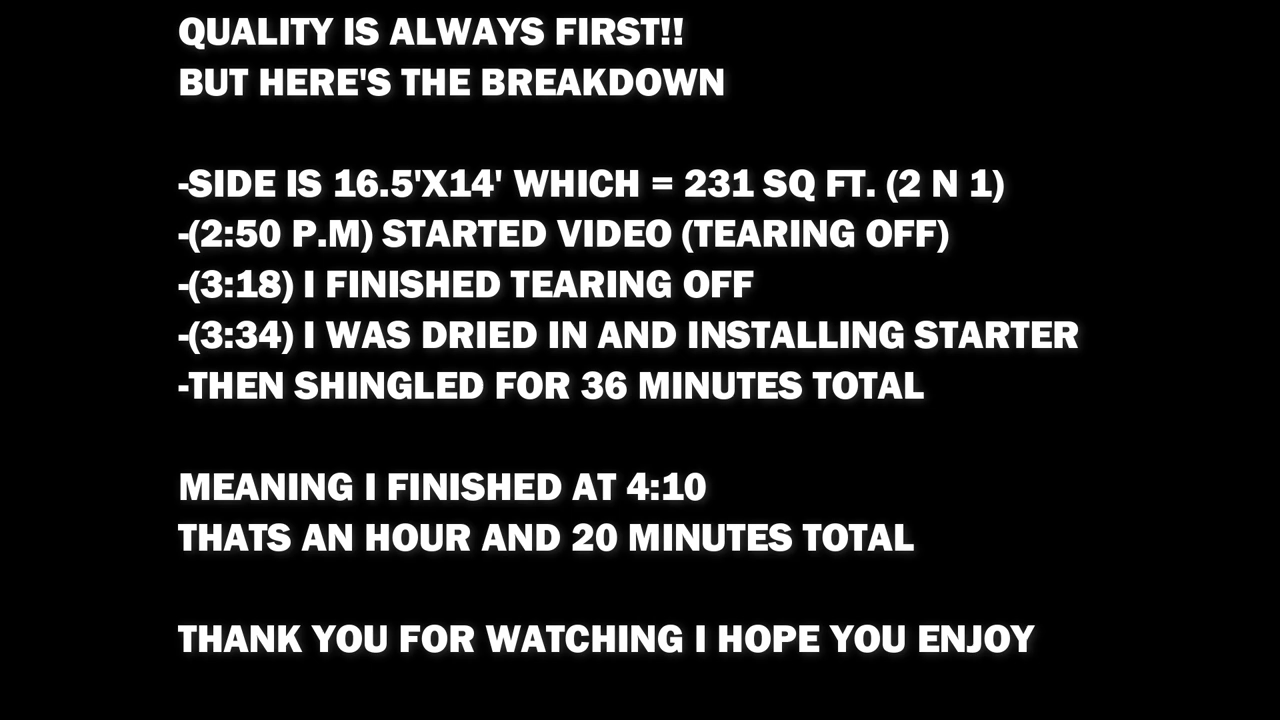 QUALITY IS ALWAYS FIRST!!
BUT HERE'S THE BREAKDOWN
-SIDE IS 16.5'X14' WHICH = 231 SQ FT. (2 N 1)
-(2:50 P.M) STARTED VIDEO (TEARING OFF)
-(3:18) I FINISHED TEARING OFF
-(3:34) I WAS DRIED IN AND INSTALLING STARTER
-THEN SHINGLED FOR 36 MINUTES TOTAL
MEANING I FINISHED AT 4:10
THATS AN HOUR AND 20 MINUTES TOTAL
THANK YOU FOR WATCHING I HOPE YOU ENJOY